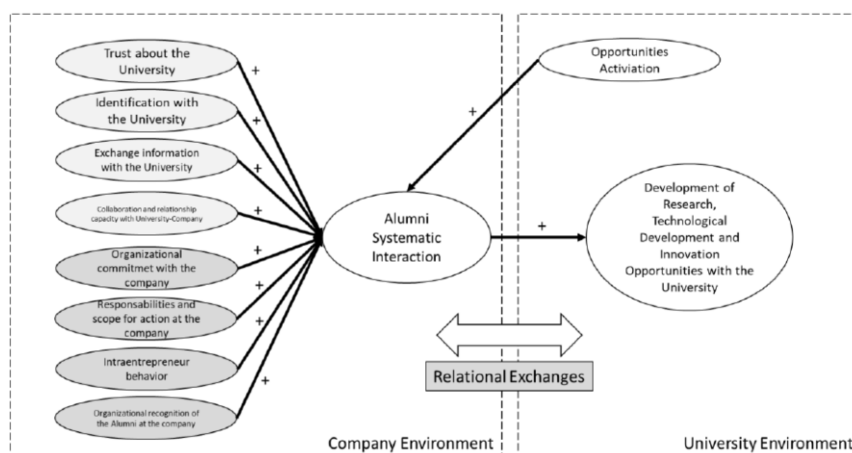 Trust about the
University
Identification with
the University
Exchange information
with the University
Collaboration and relationship
capacity with University-Company
Organizational
commitmet with the
company
Responsabilities and
scope for action at the
company
Intraentrepreneur
behavior
Organizational recognition of
the Alumni at the company
+
+
+
+
+
+
+
+
Alumni
Systematic
Interaction
Opportunities
Activiation
+
+
Development of
Research,
Technological
Development and
Innovation
Opportunities with the
University
Relational Exchanges
Company Environment
University Environment